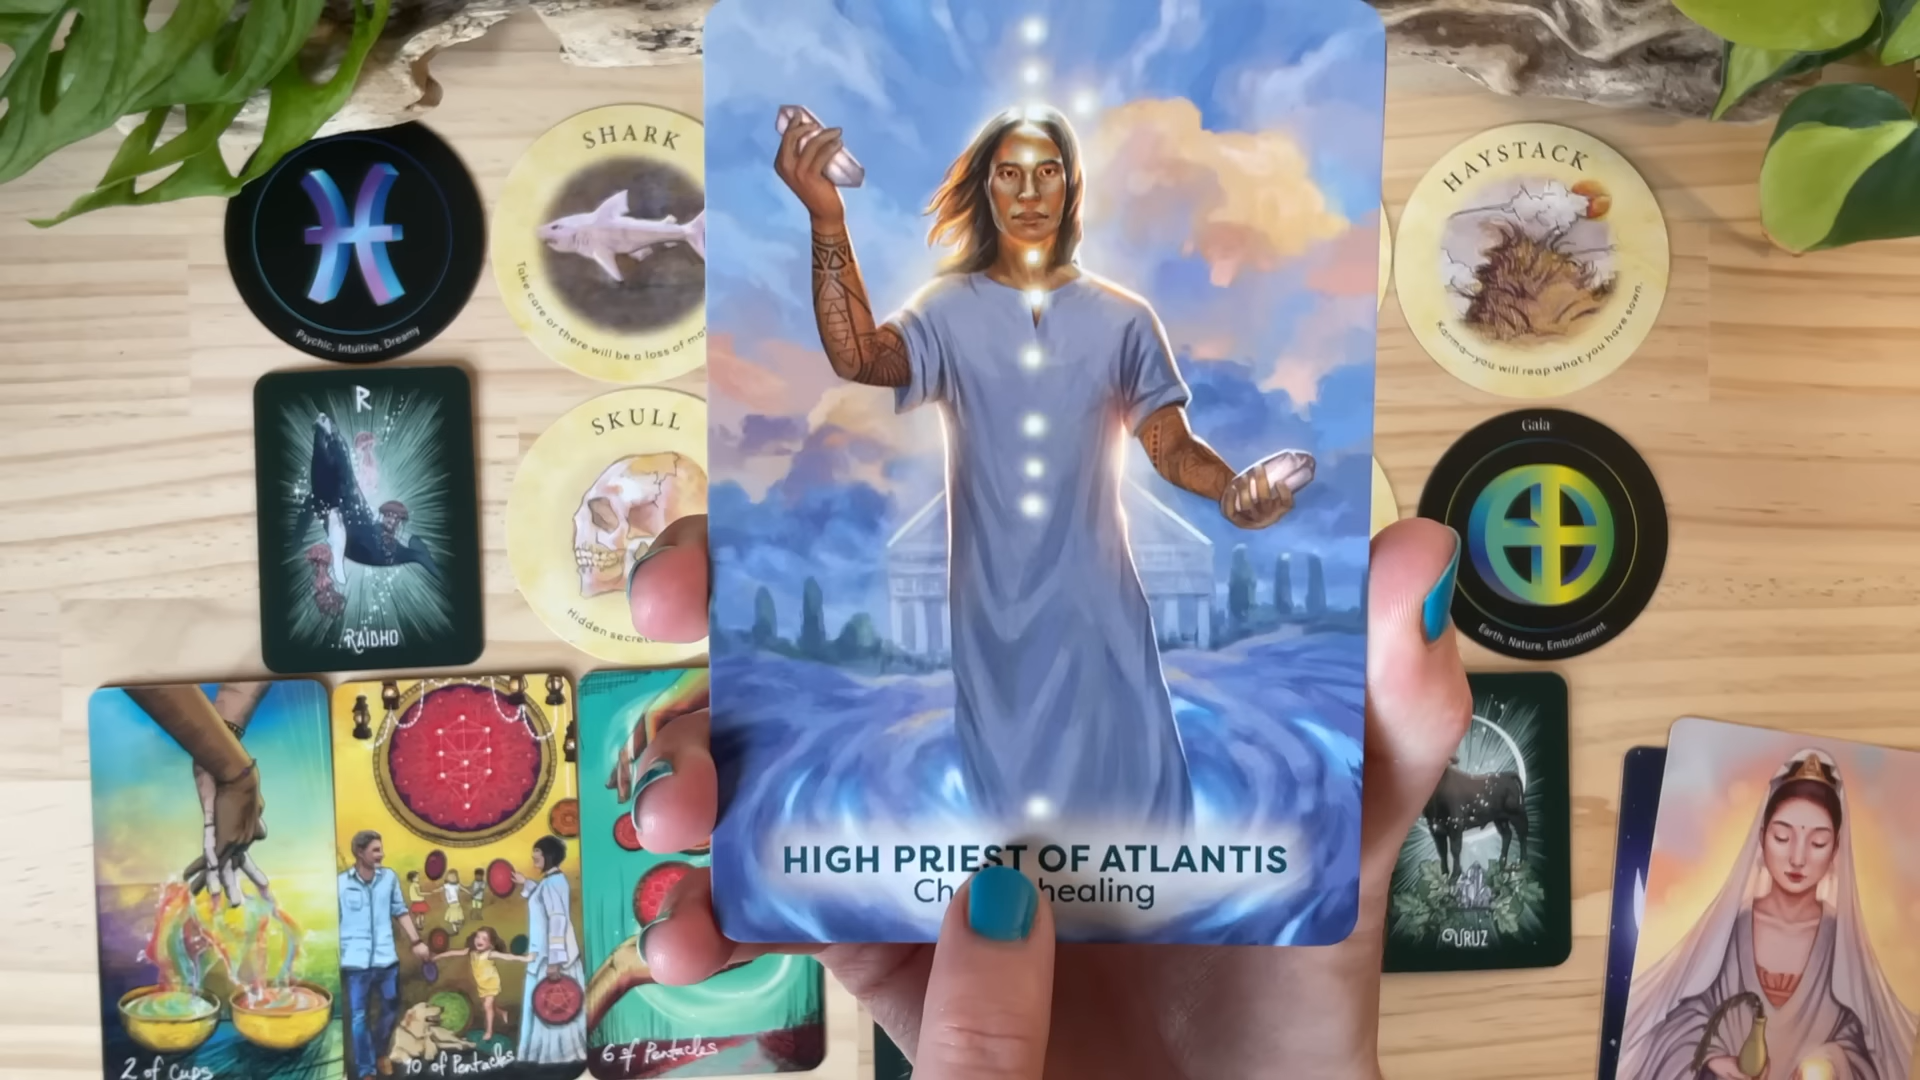 SHARK
Take care or there will be a loss of
Psychic, Intuitive, Dreamy
HAYSTACK
Karma—you will reap what you have sown.
R
RAIDHO
SKULL
Hidden
Gaia
Earth, Nature, Embodiment
HIGH PRIEST OF ATLANTIS
healing
URUZ
2 of Cups
10 of Pentacles
6 of Pentacles